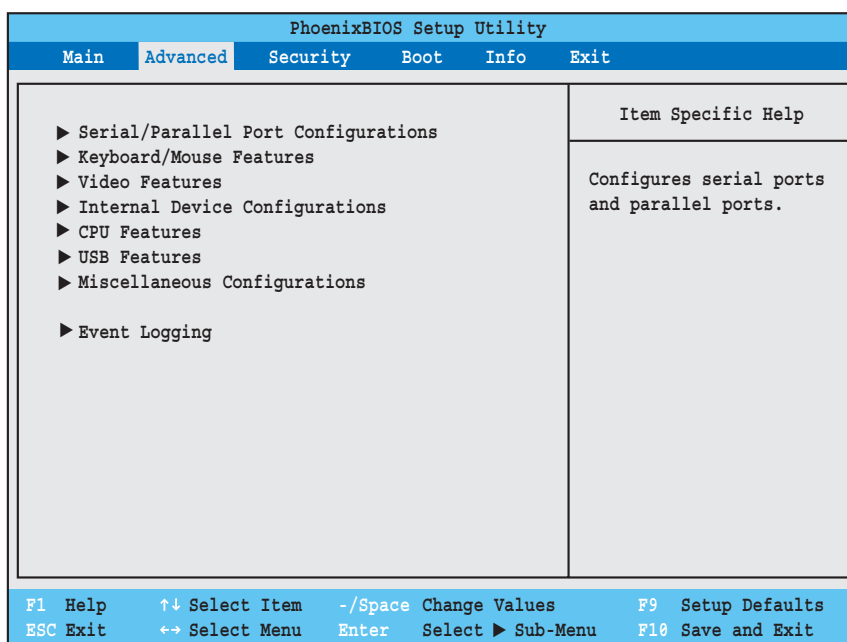 PhoenixBIOS Setup Utility
Main Advanced Security Boot Info Exit
▶ Serial/Parallel Port Configurations
▶ Keyboard/Mouse Features
▶ Video Features
▶ Internal Device Configurations
▶ CPU Features
▶ USB Features
▶ Miscellaneous Configurations
▶ Event Logging
Item Specific Help
Configures serial ports
and parallel ports.
F1 Help ↑↓ Select Item -/Space Change Values F9 Setup Defaults
ESC Exit ←→ Select Menu Enter Select ▶ Sub-Menu F10 Save and Exit